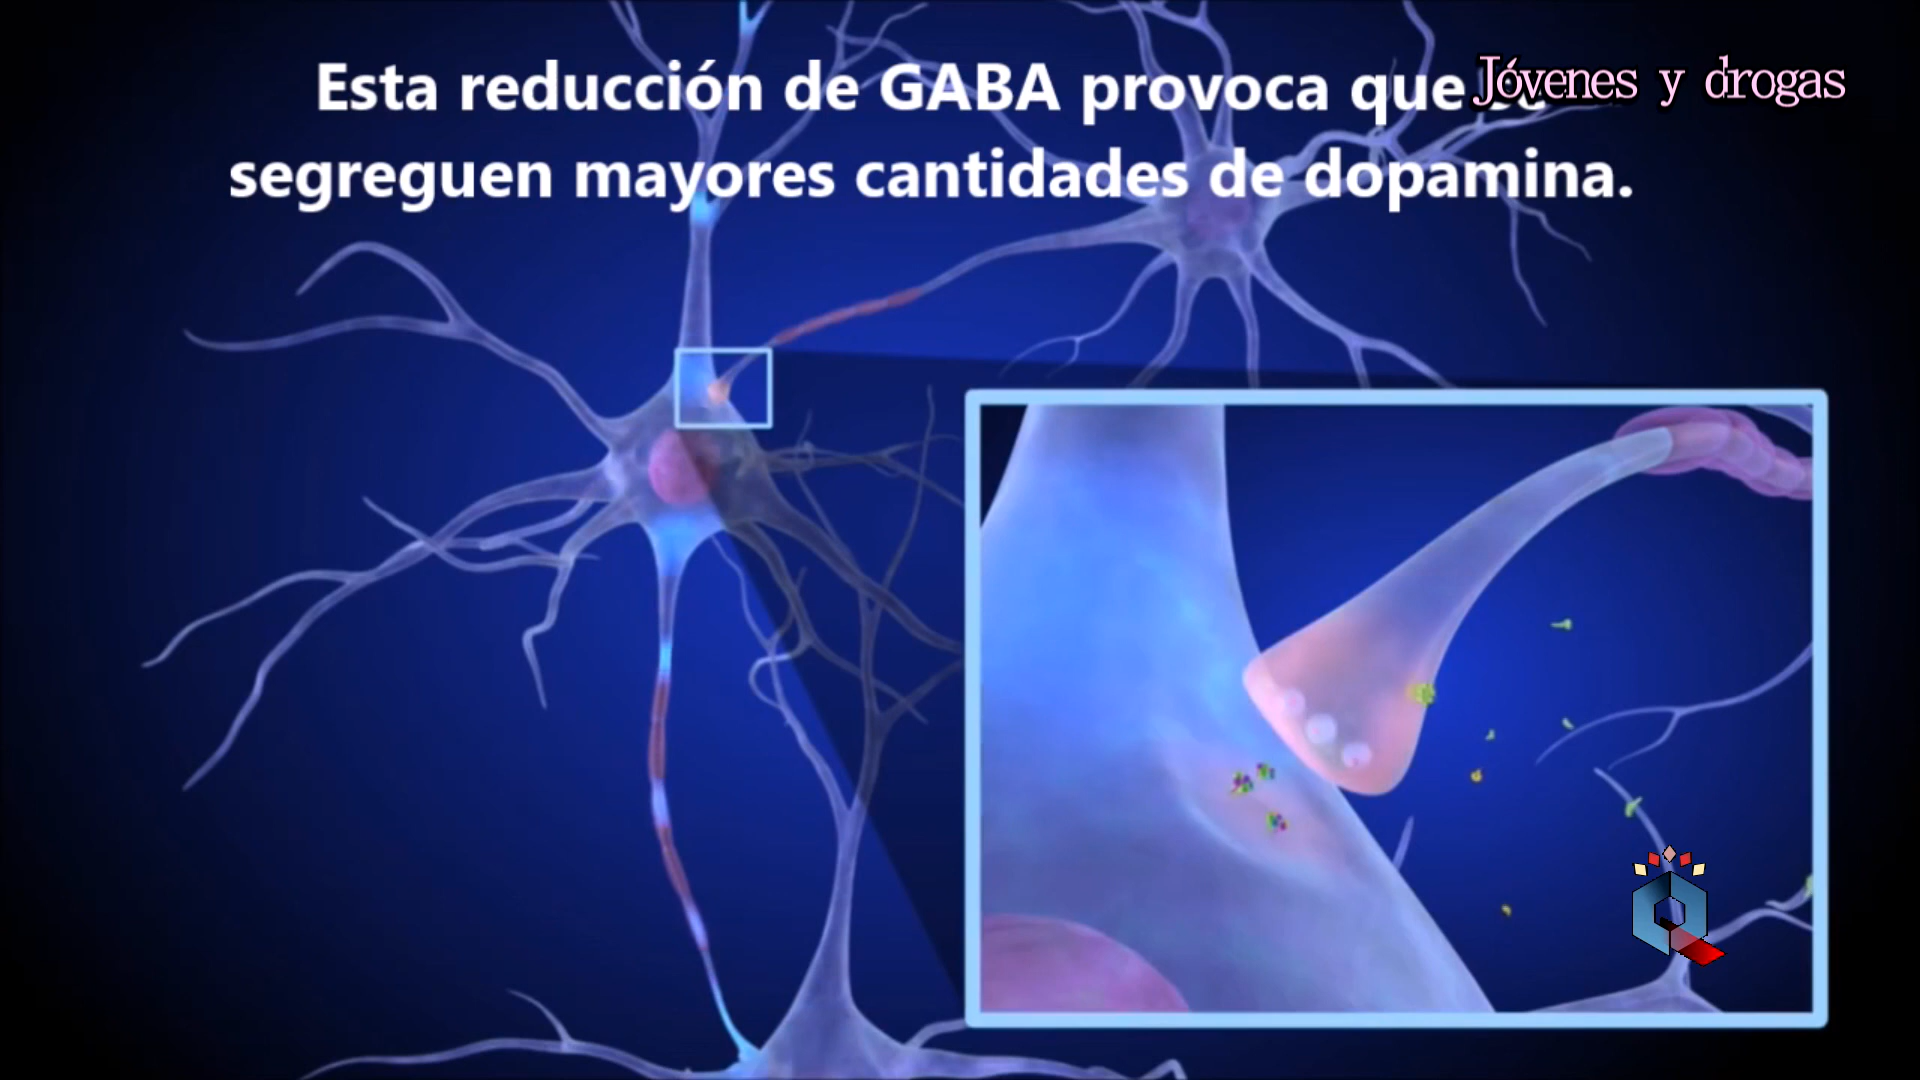 Esta reducción de GABA provoca que
Jóvenes y drogas
segreguen mayores cantidades de dopamina.